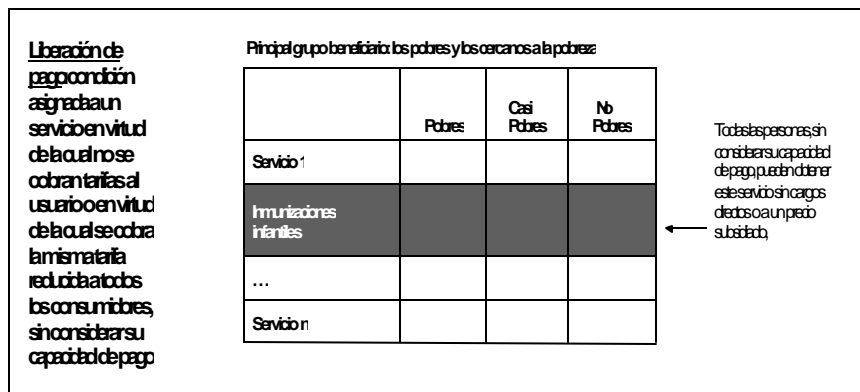 Liberación de
pago: condición
asignada a un
servicio en virtud
de la cual no se
cobran tarifas al
usuario o en virtud
de la cual se cobra
la misma tarifa
reducida a todos
los consumidores,
sin considerar su
capacidad de pago
Principal grupo beneficiario: los pobres y los cercanos a la pobreza
Pobres
Casi
Pobres
No
Pobres
Servicio 1
Inmunizaciones
infantiles
...
Servicio n
Todas las personas, sin
considerar su capacidad
de pago, pueden obtener
este servicio sin cargos
directos o a un precio
subsidiado,